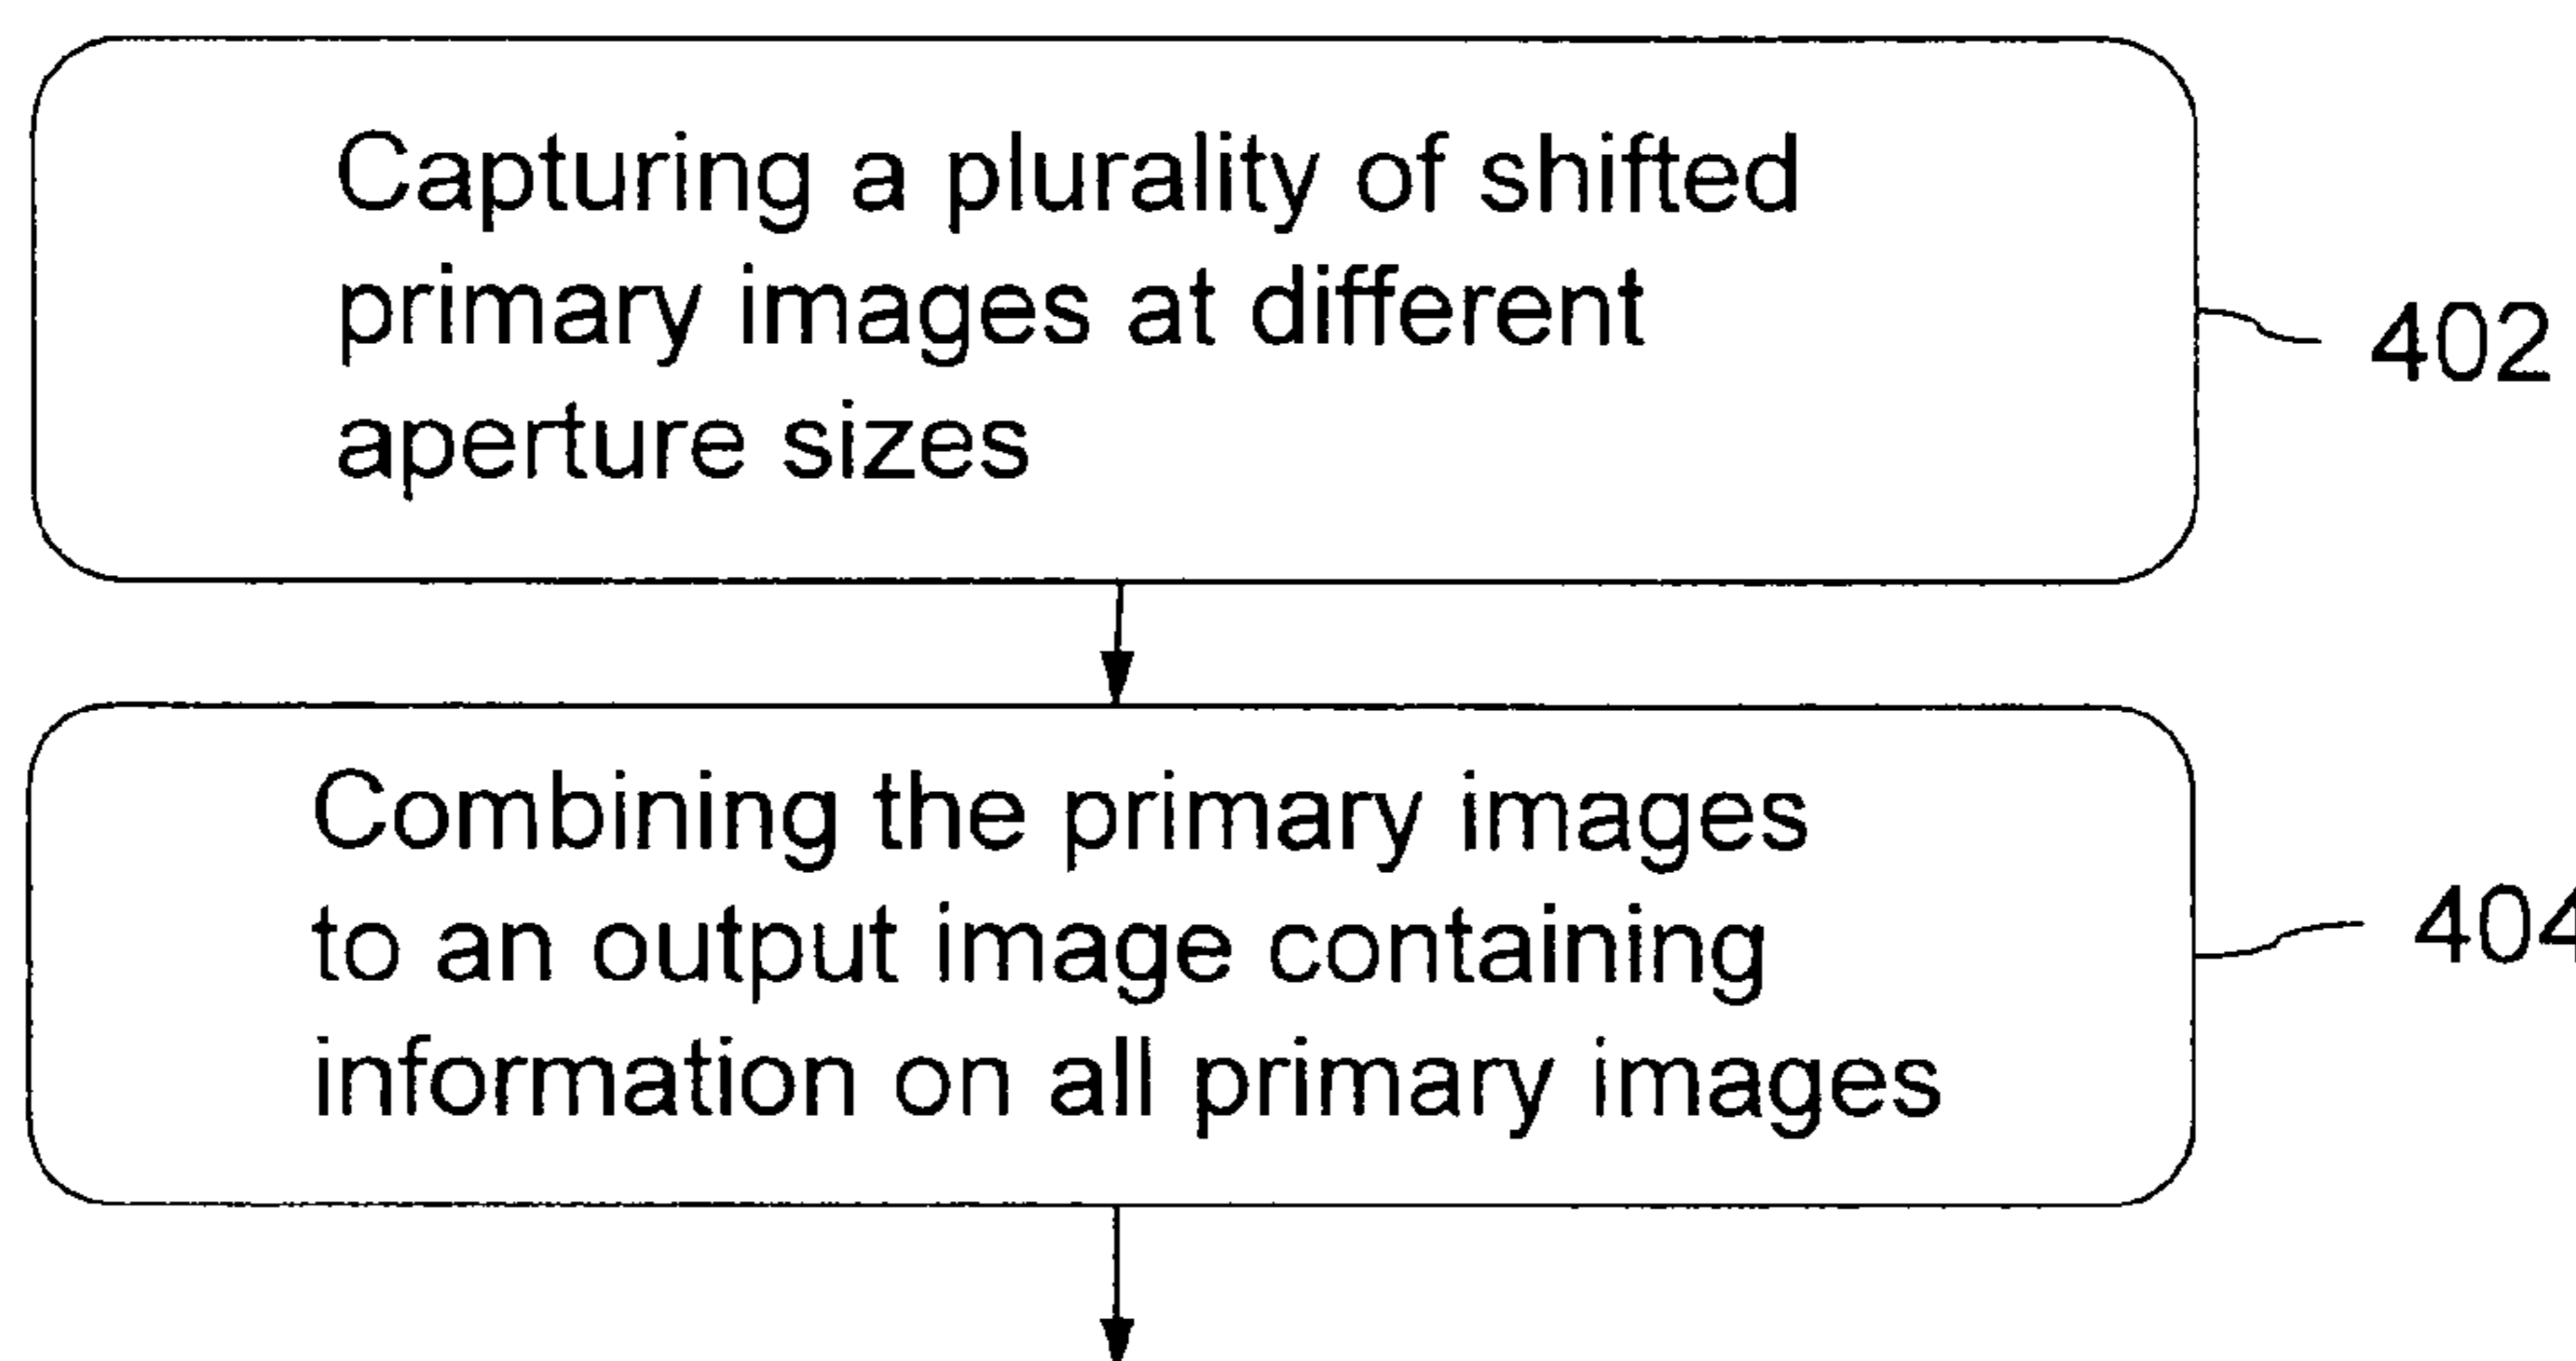 Capturing a plurality of shifted
primary images at different
aperture sizes
402
Combining the primary images
to an output image containing
information on all primary images
404